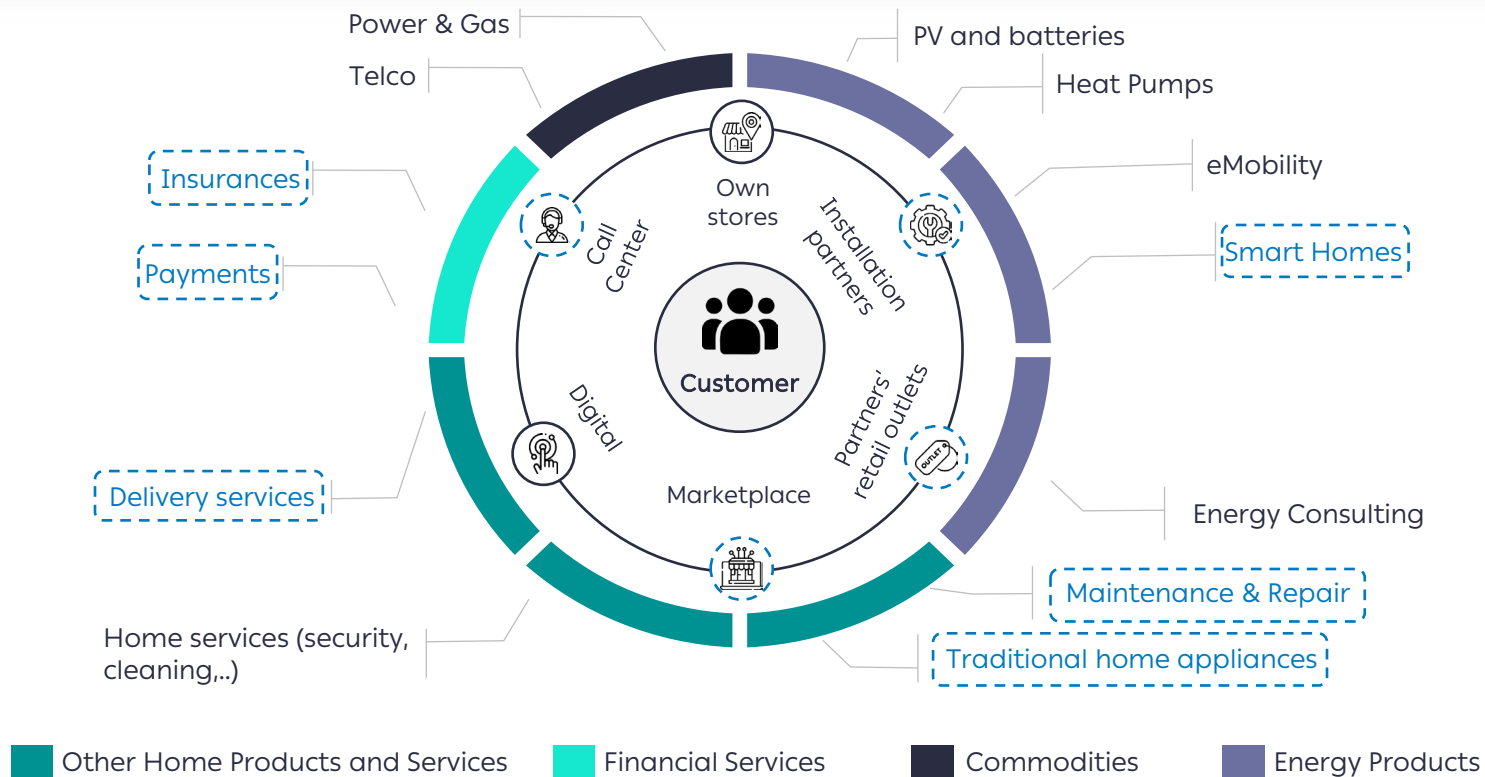 Power & Gas
PV and batteries
Telco
Heat Pumps
eMobility
Insurances
Own
stores
Installation
partners
Call
Center
Smart Homes
Payments
Customer
Digital
Partners'
retail outlets
OUTLET
Marketplace
Delivery services
Energy Consulting
Maintenance & Repair
Home services (security,
cleaning,..)
Traditional home appliances
Other Home Products and Services
Financial Services
Commodities
Energy Products